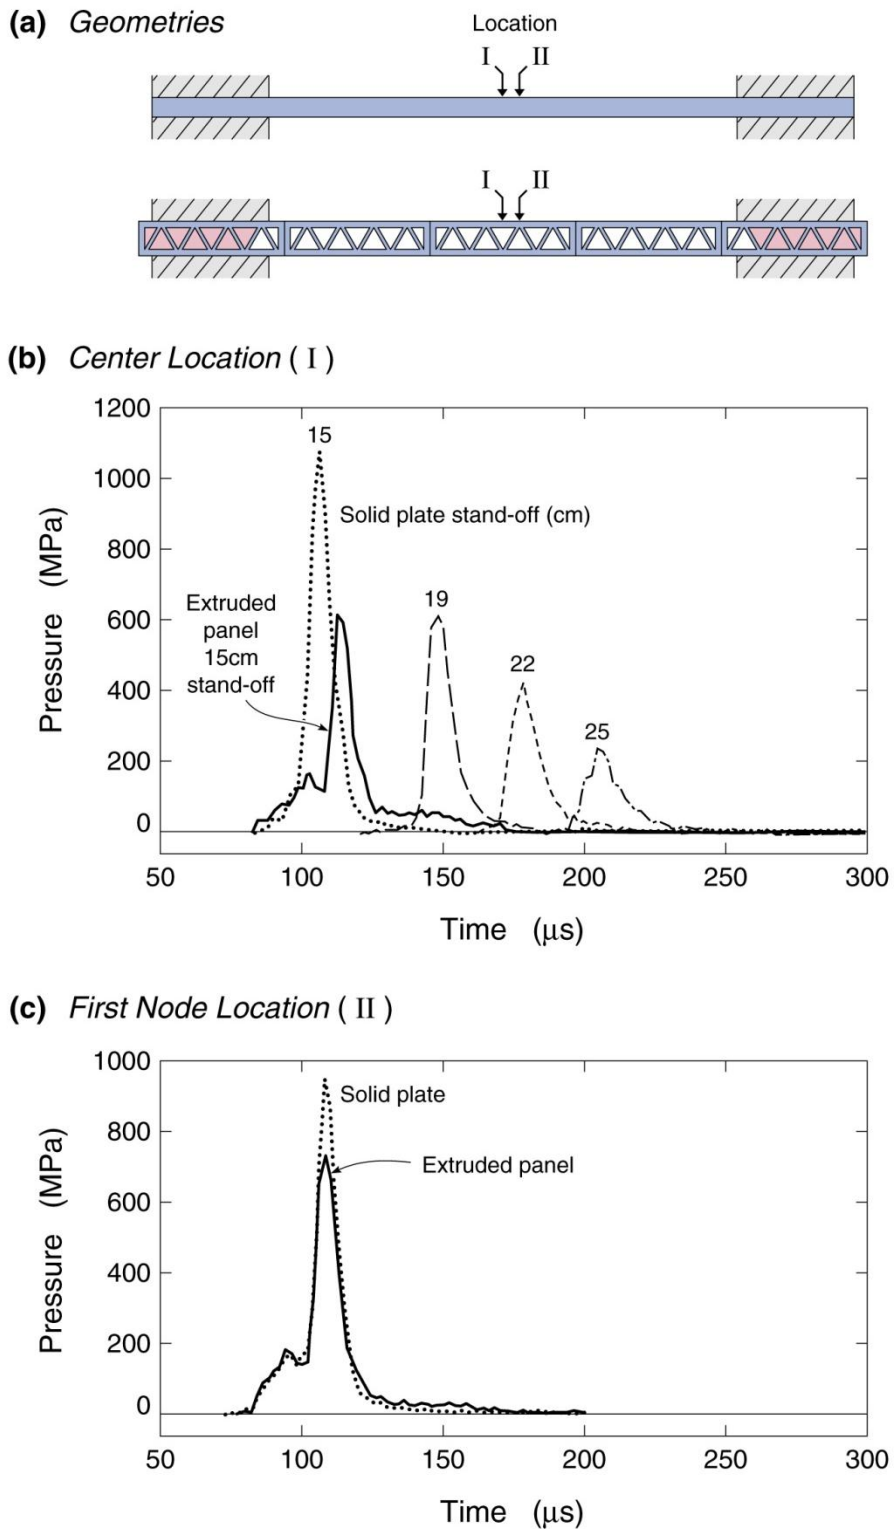 (a) Geometries
Location
I II
I II
(b) Center Location ( I )
1200
1000
800
600
400
200
0
Pressure (MPa)
15
Solid plate stand-off (cm)
Extruded
panel
15cm
stand-off
19
22
25
50 100 150 200 250 300
Time (μs)
(c) First Node Location ( II )
1000
800
600
400
200
0
Pressure (MPa)
Solid plate
Extruded panel
50 100 150 200 250 300
Time (μs)